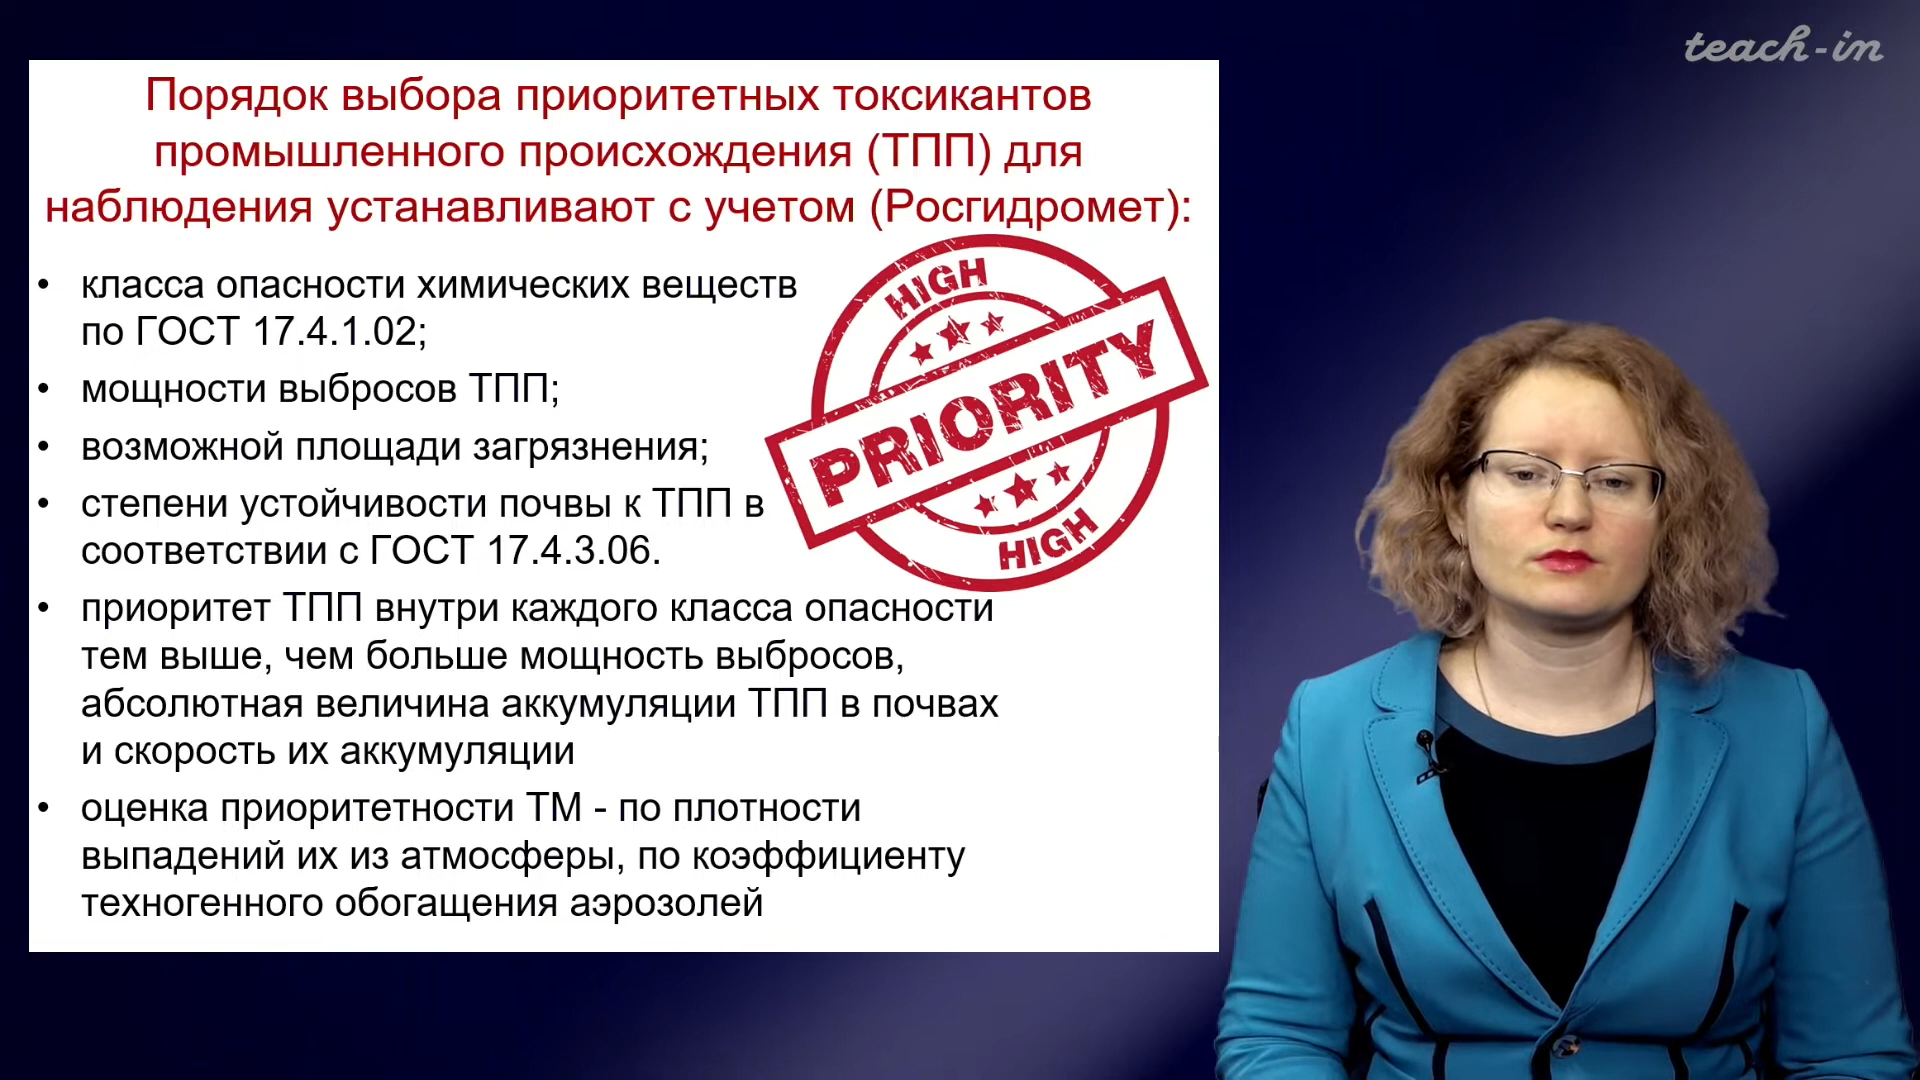 teach-in
Порядок выбора приоритетных токсикантов
промышленного происхождения (ТПП) для
наблюдения устанавливают с учетом (Росгидромет):
• класса опасности химических веществ
по ГОСТ 17.4.1.02;
• мощности выбросов ТПП;
• возможной площади загрязнения;
• степени устойчивости почвы к ТПП в
соответствии с ГОСТ 17.4.3.06.
• приоритет ТПП внутри каждого класса опасности
тем выше, чем больше мощность выбросов,
абсолютная величина аккумуляции ТПП в почвах
и скорость их аккумуляции
• оценка приоритетности ТМ - по плотности
выпадений их из атмосферы, по коэффициенту
техногенного обогащения аэрозолей
HIGH
PRIORITY
HIGH